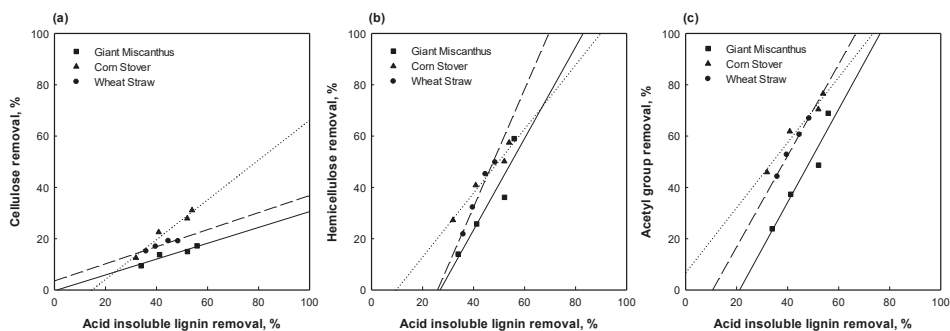 (a)
Giant Miscanthus
Corn Stover
Wheat Straw
Cellulose removal, %
100
80
60
40
20
0
0 20 40 60 80 100
Acid insoluble lignin removal, %
(b)
Giant Miscanthus
Corn Stover
Wheat Straw
Hemicellulose removal, %
100
80
60
40
20
0
0 20 40 60 80 100
Acid insoluble lignin removal, %
(c)
Giant Miscanthus
Corn Stover
Wheat Straw
Acetyl group removal, %
100
80
60
40
20
0
0 20 40 60 80 100
Acid insoluble lignin removal, %